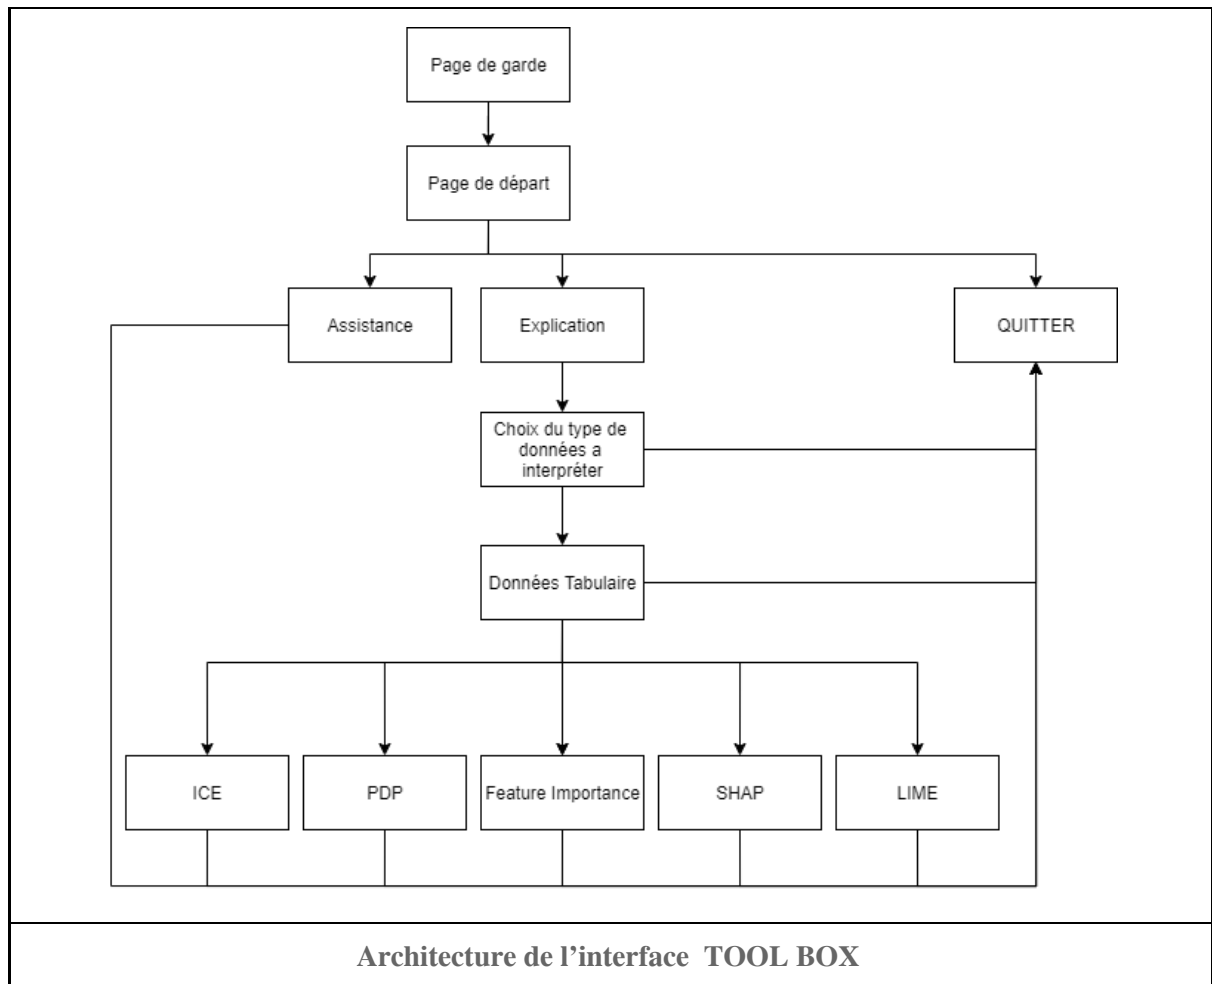 Page de garde
Page de départ
Assistance
Explication
QUITTER
Choix du type de
données a
interpréter
Données Tabulaire
ICE
PDP
Feature Importance
SHAP
LIME
Architecture de l’interface TOOL BOX